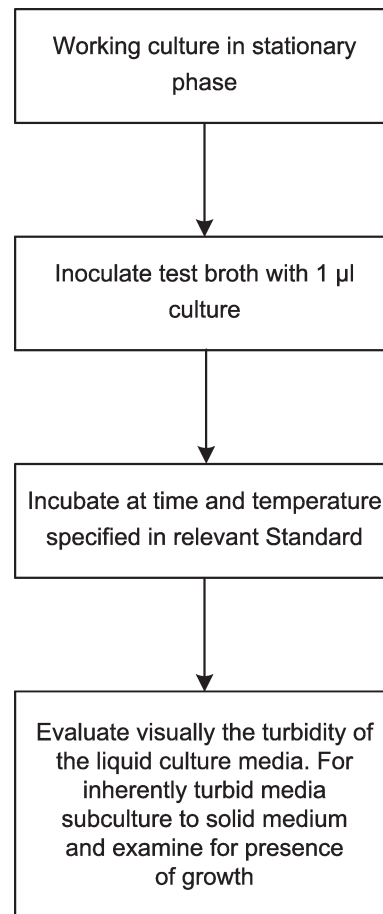 Working culture in stationary
phase
Inoculate test broth with 1 µl
culture
Incubate at time and temperature
specified in relevant Standard
Evaluate visually the turbidity of
the liquid culture media. For
inherently turbid media
subculture to solid medium
and examine for presence
of growth